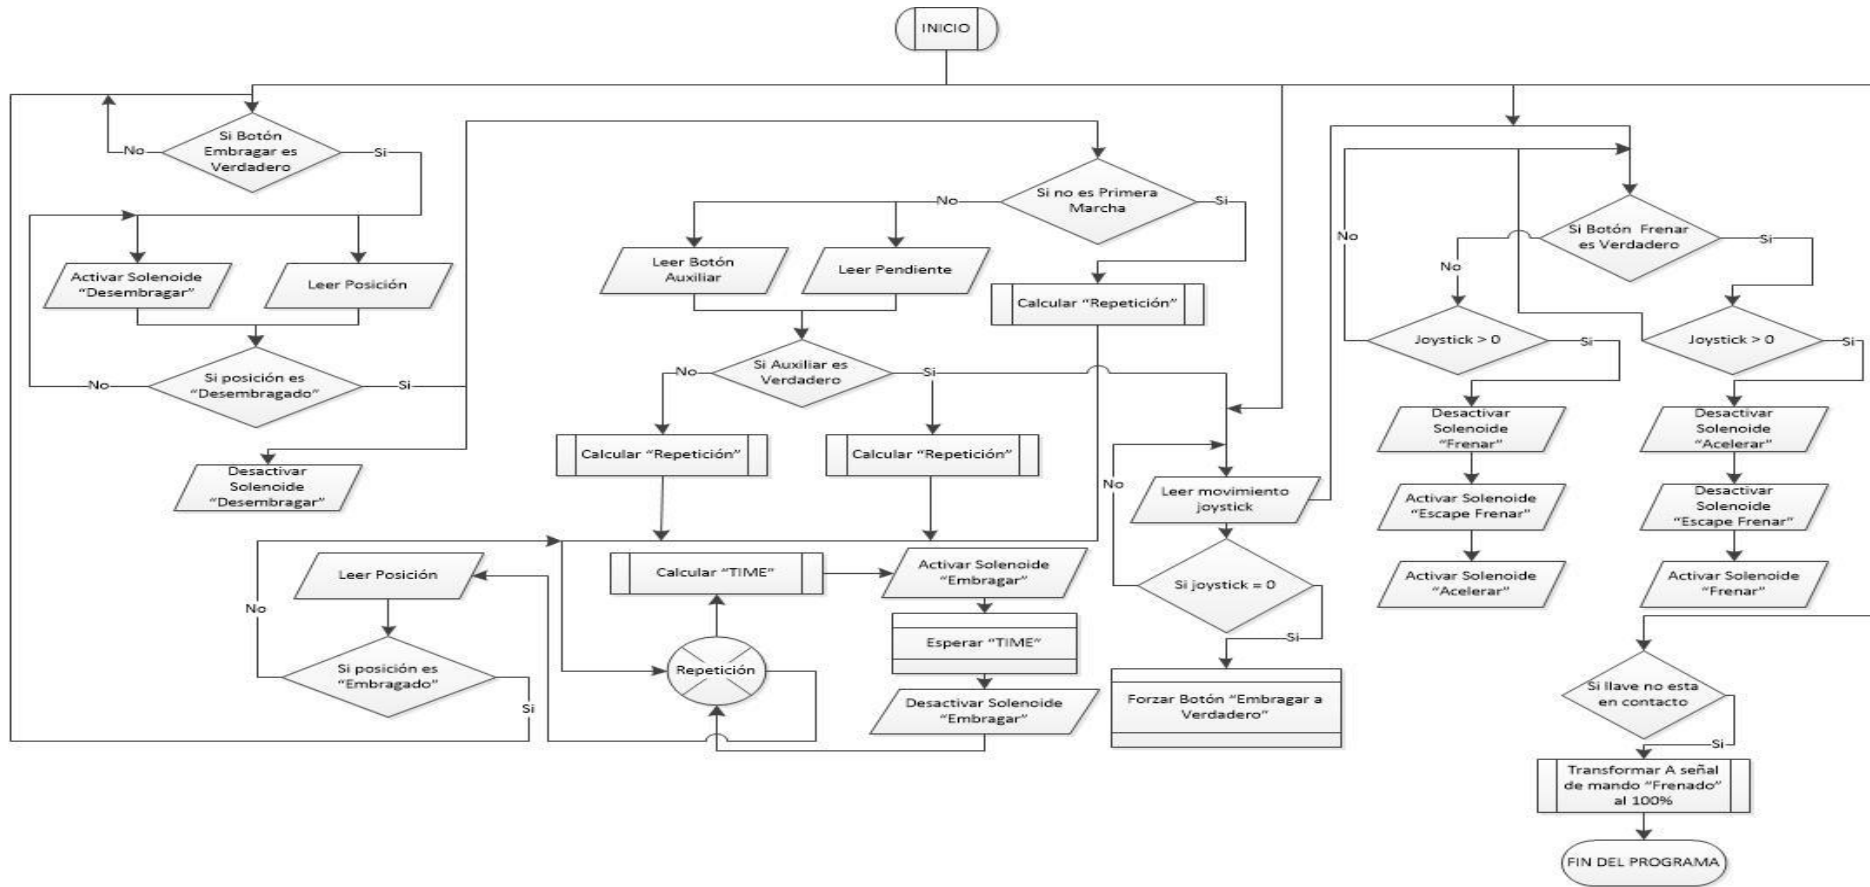 INICIO
Si Botón
Embragar es
Verdadero
No
Si
Activar Solenoide
“Desembragar”
Leer Posición
Si posición es
“Desembragado”
No
Si
Desactivar
Solenoide
“Desembragar”
Si no es Primera
Marcha
No
Si
Leer Botón
Auxiliar
Leer Pendiente
Calcular “Repetición”
Si Auxiliar es
Verdadero
No
Si
Calcular “Repetición”
Calcular “Repetición”
Leer Posición
Si posición es
“Embragado”
No
Si
Calcular “TIME”
Repetición
Activar Solenoide
“Embragar”
Esperar “TIME”
Desactivar Solenoide
“Embragar”
Leer movimiento
joystick
No
Si joystick = 0
Si
Forzar Botón “Embragar a
Verdadero”
Si Botón Frenar
es Verdadero
No
Si
No
Joystick > 0
Si
Joystick > 0
Si
Desactivar
Solenoide
“Frenar”
Activar Solenoide
“Escape Frenar”
Activar Solenoide
“Acelerar”
Desactivar
Solenoide
“Acelerar”
Desactivar
Solenoide
“Escape Frenar”
Activar Solenoide
“Frenar”
Si llave no esta
en contacto
Si
Transformar A señal
de mando “Frenado”
al 100%
FIN DEL PROGRAMA